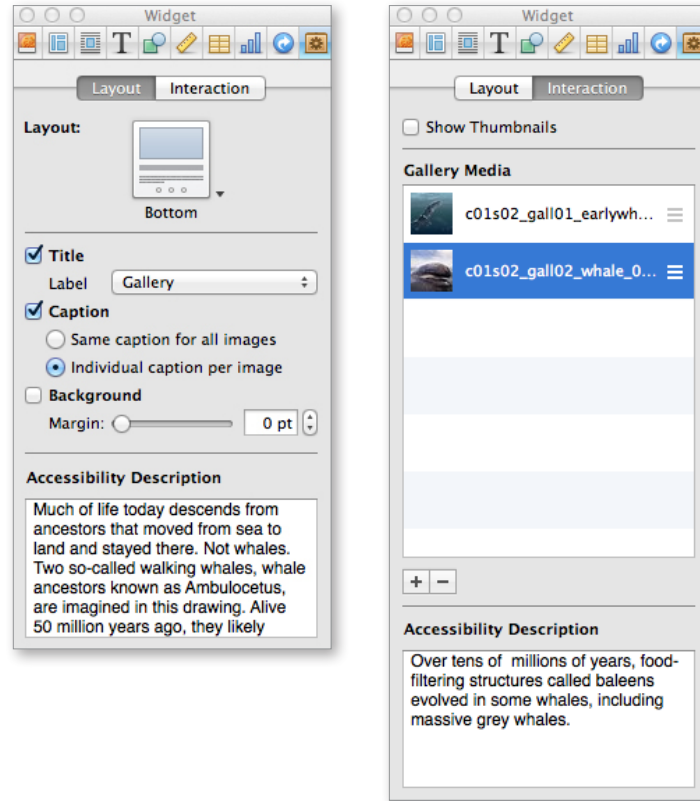 Widget
T
Layout Interaction
Layout:
Bottom
Title
Label Gallery
Caption
Same caption for all images
Individual caption per image
Background
Margin: 0 pt
Accessibility Description
Much of life today descends from
ancestors that moved from sea to
land and stayed there. Not whales.
Two so-called walking whales, whale
ancestors known as Ambulocetus,
are imagined in this drawing. Alive
50 million years ago, they likely
Widget
T
Layout Interaction
Show Thumbnails
Gallery Media
c01s02_gall01_earlywh...
c01s02_gall02_whale_0...
+ −
Accessibility Description
Over tens of  millions of years, food-
filtering structures called baleens
evolved in some whales, including
massive grey whales.